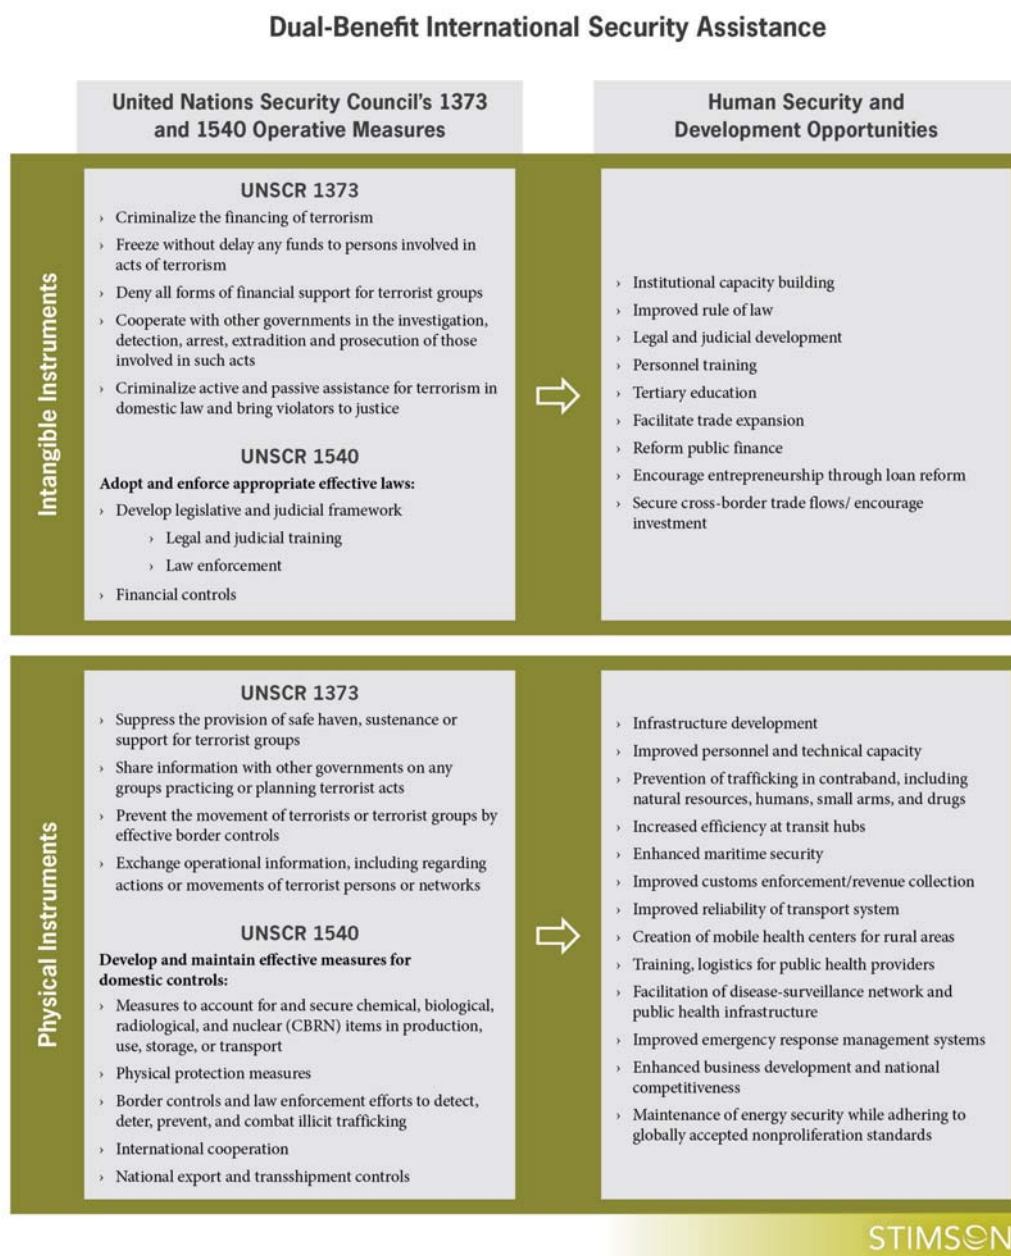 Dual-Benefit International Security Assistance
United Nations Security Council's 1373
and 1540 Operative Measures
Human Security and
Development Opportunities
Intangible Instruments
UNSCR 1373
› Criminalize the financing of terrorism
› Freeze without delay any funds to persons involved in
acts of terrorism
› Deny all forms of financial support for terrorist groups
› Cooperate with other governments in the investigation,
detection, arrest, extradition and prosecution of those
involved in such acts
› Criminalize active and passive assistance for terrorism in
domestic law and bring violators to justice
UNSCR 1540
Adopt and enforce appropriate effective laws:
› Develop legislative and judicial framework
› Legal and judicial training
› Law enforcement
› Financial controls
› Institutional capacity building
› Improved rule of law
› Legal and judicial development
› Personnel training
› Tertiary education
› Facilitate trade expansion
› Reform public finance
› Encourage entrepreneurship through loan reform
› Secure cross-border trade flows/ encourage
investment
Physical Instruments
UNSCR 1373
› Suppress the provision of safe haven, sustenance or
support for terrorist groups
› Share information with other governments on any
groups practicing or planning terrorist acts
› Prevent the movement of terrorists or terrorist groups by
effective border controls
› Exchange operational information, including regarding
actions or movements of terrorist persons or networks
UNSCR 1540
Develop and maintain effective measures for
domestic controls:
› Measures to account for and secure chemical, biological,
radiological, and nuclear (CBRN) items in production,
use, storage, or transport
› Physical protection measures
› Border controls and law enforcement efforts to detect,
deter, prevent, and combat illicit trafficking
› International cooperation
› National export and transshipment controls
› Infrastructure development
› Improved personnel and technical capacity
› Prevention of trafficking in contraband, including
natural resources, humans, small arms, and drugs
› Increased efficiency at transit hubs
› Enhanced maritime security
› Improved customs enforcement/revenue collection
› Improved reliability of transport system
› Creation of mobile health centers for rural areas
› Training, logistics for public health providers
› Facilitation of disease-surveillance network and
public health infrastructure
› Improved emergency response management systems
› Enhanced business development and national
competitiveness
› Maintenance of energy security while adhering to
globally accepted nonproliferation standards
STIMSON